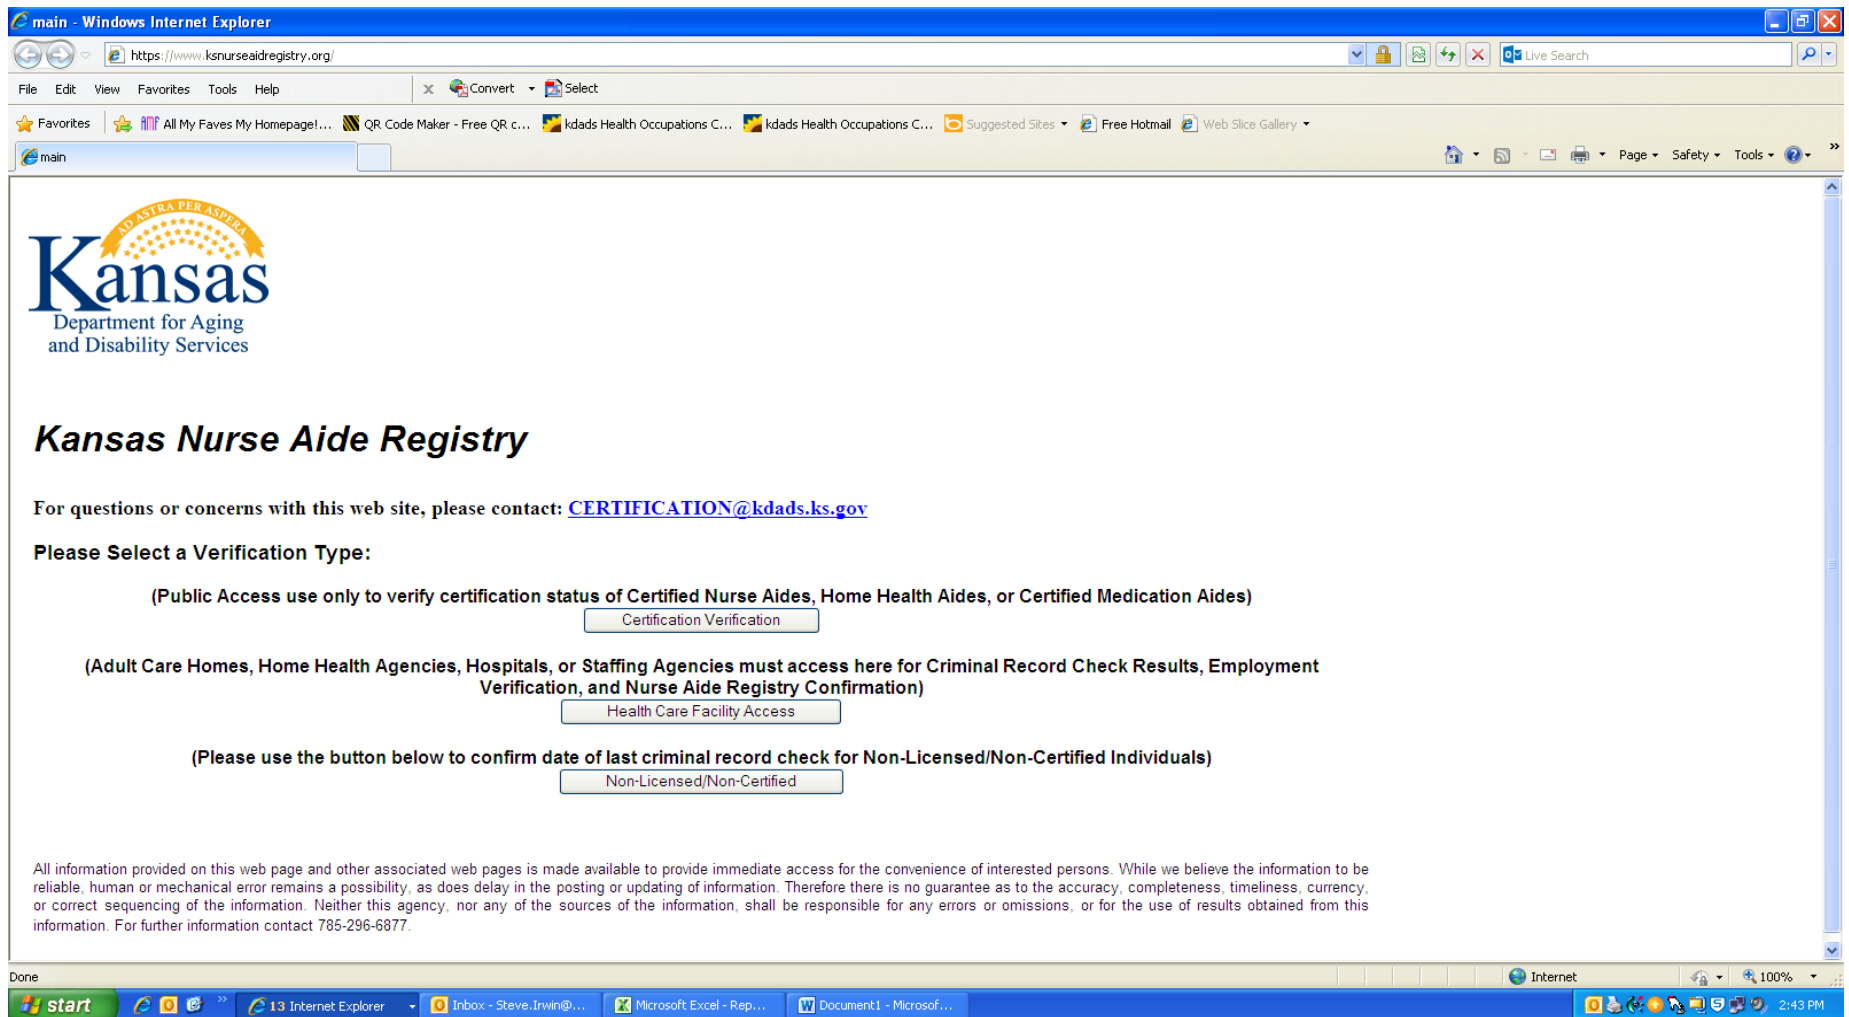 main - Windows Internet Explorer
https://www.ksnurseaidregistry.org/
Live Search
File Edit View Favorites Tools Help
x Convert Select
Favorites All My Faves My Homepage!... QR Code Maker - Free QR c... kdads Health Occupations C... kdads Health Occupations C... Suggested Sites Free Hotmail Web Slice Gallery
main
Page Safety Tools »
AD ASTRA PER ASPERA
Kansas
Department for Aging
and Disability Services
Kansas Nurse Aide Registry
For questions or concerns with this web site, please contact: CERTIFICATION@kdads.ks.gov
Please Select a Verification Type:
(Public Access use only to verify certification status of Certified Nurse Aides, Home Health Aides, or Certified Medication Aides)
Certification Verification
(Adult Care Homes, Home Health Agencies, Hospitals, or Staffing Agencies must access here for Criminal Record Check Results, Employment
Verification, and Nurse Aide Registry Confirmation)
Health Care Facility Access
(Please use the button below to confirm date of last criminal record check for Non-Licensed/Non-Certified Individuals)
Non-Licensed/Non-Certified
All information provided on this web page and other associated web pages is made available to provide immediate access for the convenience of interested persons. While we believe the information to be
reliable, human or mechanical error remains a possibility, as does delay in the posting or updating of information. Therefore there is no guarantee as to the accuracy, completeness, timeliness, currency,
or correct sequencing of the information. Neither this agency, nor any of the sources of the information, shall be responsible for any errors or omissions, or for the use of results obtained from this
information. For further information contact 785-296-6877.
Done
Internet
100%
start » 13 Internet Explorer Inbox - Steve.Irwin@... Microsoft Excel - Rep... Document1 - Microsof... 2:43 PM